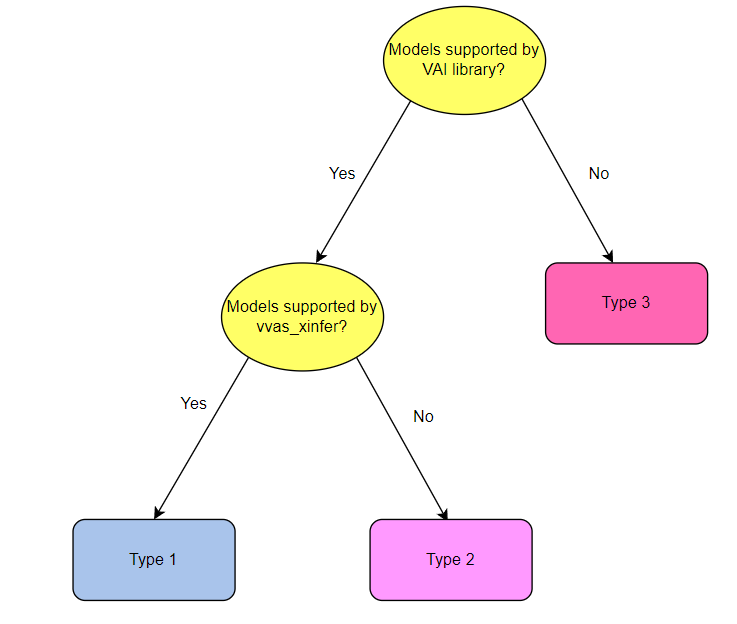 Models supported by
VAI library?
Yes
No
Models supported by
vvas_xinfer?
Type 3
Yes
No
Type 1
Type 2